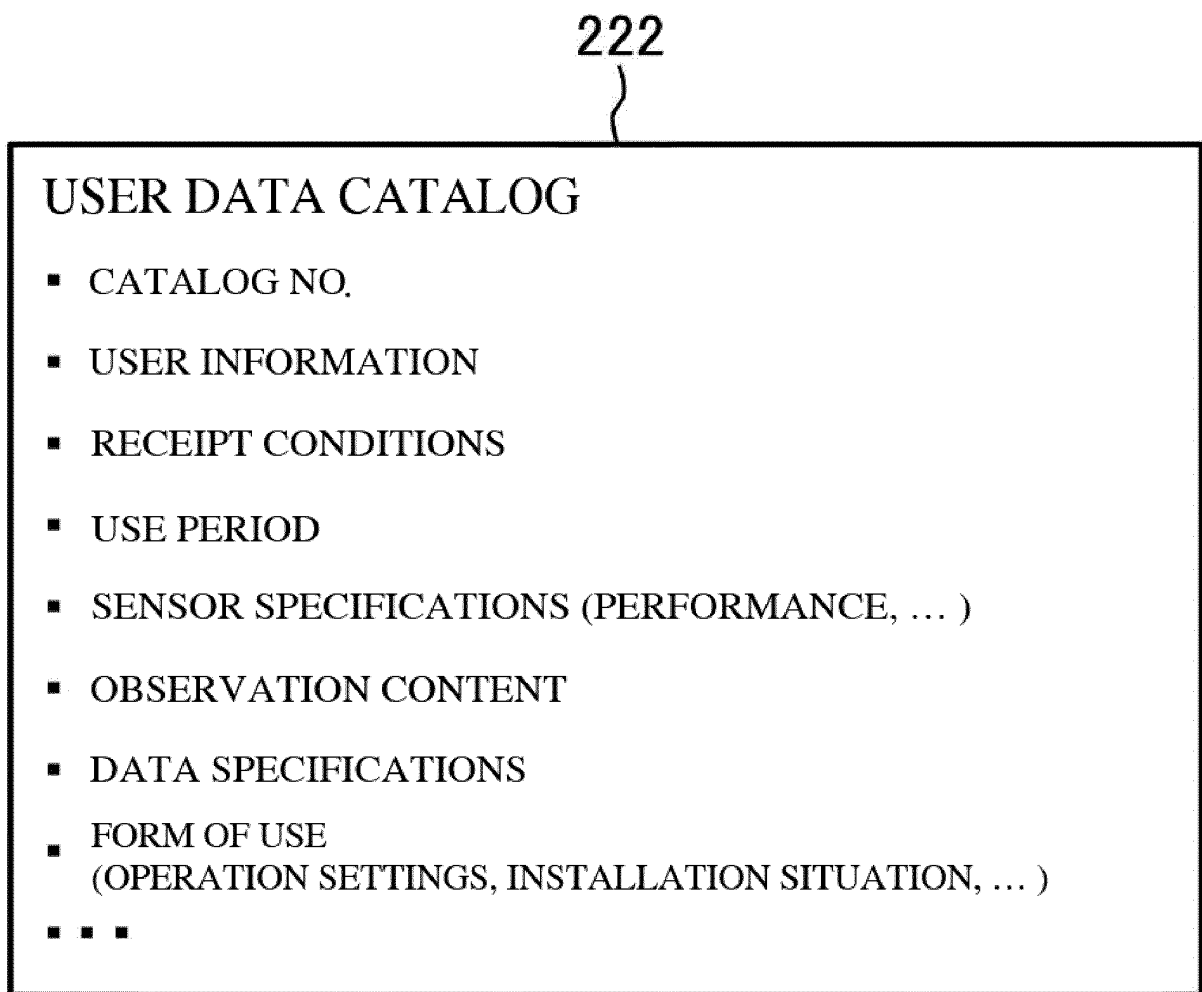 222
USER DATA CATALOG
▪ CATALOG NO.
▪ USER INFORMATION
▪ RECEIPT CONDITIONS
▪ USE PERIOD
▪ SENSOR SPECIFICATIONS (PERFORMANCE, … )
▪ OBSERVATION CONTENT
▪ DATA SPECIFICATIONS
▪ FORM OF USE
(OPERATION SETTINGS, INSTALLATION SITUATION, … )
▪ ▪ ▪